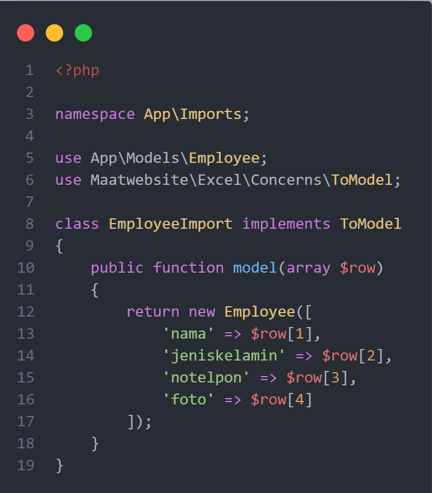 1 <?php
2
3 namespace App\Imports;
4
5 use App\Models\Employee;
6 use Maatwebsite\Excel\Concerns\ToModel;
7
8 class EmployeeImport implements ToModel
9 {
10     public function model(array $row)
11     {
12         return new Employee([
13             'nama' => $row[1],
14             'jeniskelamin' => $row[2],
15             'notelpon' => $row[3],
16             'foto' => $row[4]
17         ]);
18     }
19 }